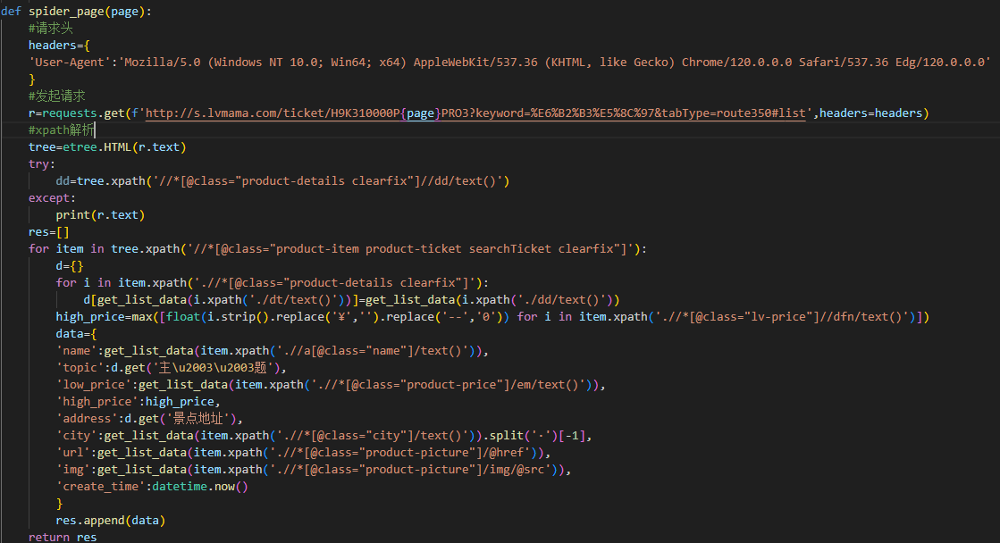 def spider_page(page):
    #请求头
    headers={
    'User-Agent':'Mozilla/5.0 (Windows NT 10.0; Win64; x64) AppleWebKit/537.36 (KHTML, like Gecko) Chrome/120.0.0.0 Safari/537.36 Edg/120.0.0.0'
    }
    #发起请求
    r=requests.get(f'http://s.lvmama.com/ticket/H9K310000P{page}PRO3?keyword=%E6%B2%B3%E5%8C%97&tabType=route350#list',headers=headers)
    #xpath解析
    tree=etree.HTML(r.text)
    try:
        dd=tree.xpath('//*[@class="product-details clearfix"]//dd/text()')
    except:
        print(r.text)
    res=[]
    for item in tree.xpath('//*[@class="product-item product-ticket searchTicket clearfix"]'):
        d={}
        for i in item.xpath('.//*[@class="product-details clearfix"]'):
            d[get_list_data(i.xpath('./dt/text()'))]=get_list_data(i.xpath('./dd/text()'))
        high_price=max([float(i.strip().replace('¥','').replace('--','0')) for i in item.xpath('.//*[@class="lv-price"]//dfn/text()')])
        data={
        'name':get_list_data(item.xpath('.//a[@class="name"]/text()')),
        'topic':d.get('主\u2003\u2003题'),
        'low_price':get_list_data(item.xpath('.//*[@class="product-price"]/em/text()')),
        'high_price':high_price,
        'address':d.get('景点地址'),
        'city':get_list_data(item.xpath('.//*[@class="city"]/text()')).split('·')[-1],
        'url':get_list_data(item.xpath('.//*[@class="product-picture"]/@href')),
        'img':get_list_data(item.xpath('.//*[@class="product-picture"]/img/@src')),
        'create_time':datetime.now()
        }
        res.append(data)
    return res